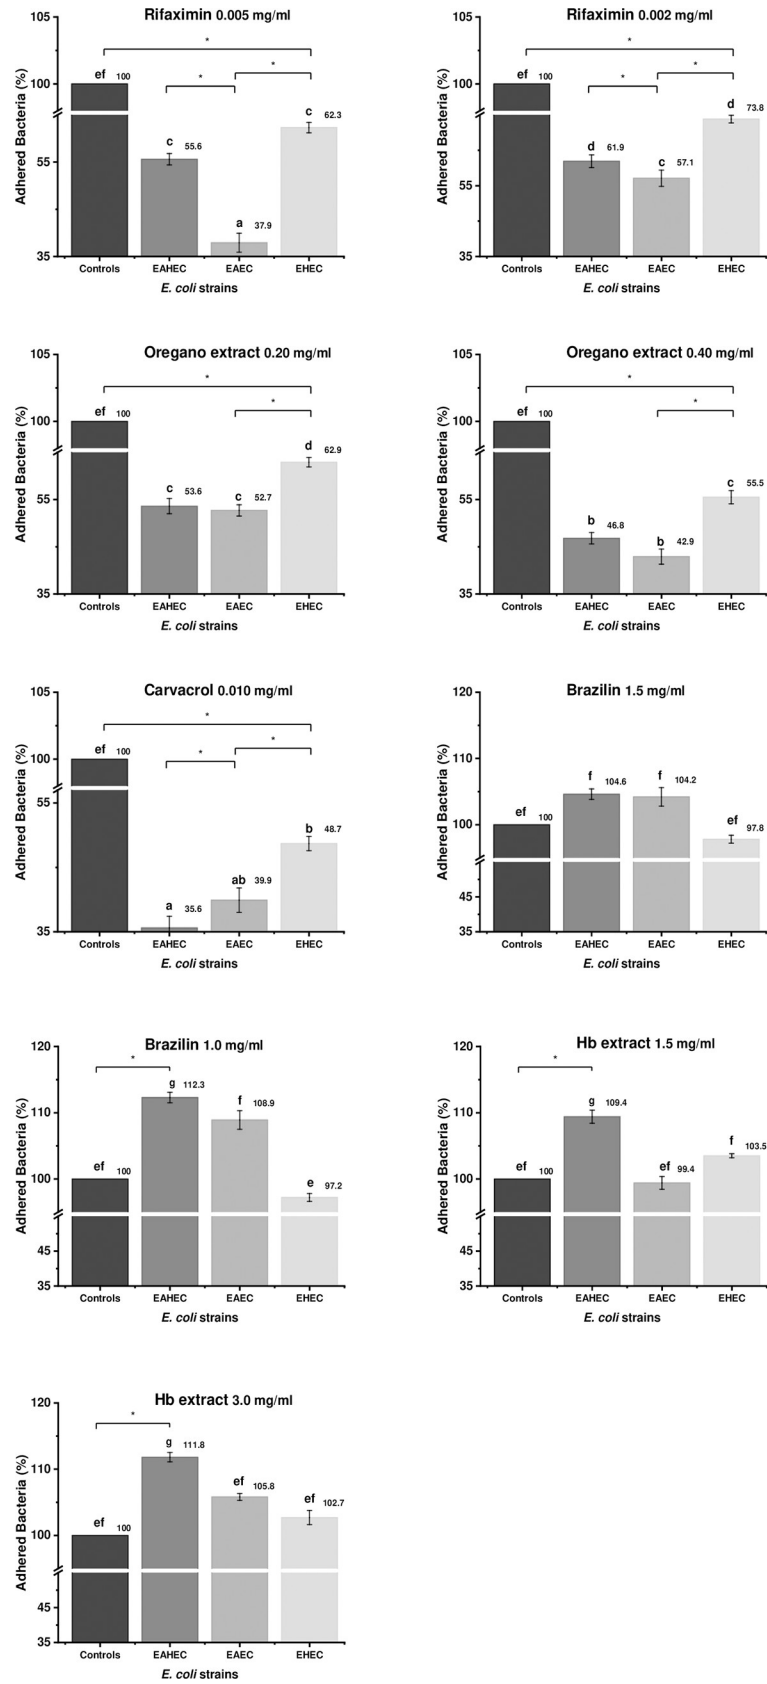 Rifaximin 0.005 mg/ml
105
100
55
35
Adhered Bacteria (%)
*
*
*
ef 100
c 55.6
a 37.9
c 62.3
Controls EAHEC EAEC EHEC
E. coli strains
Rifaximin 0.002 mg/ml
105
100
55
35
Adhered Bacteria (%)
*
*
*
ef 100
d 61.9
c 57.1
d 73.8
Controls EAHEC EAEC EHEC
E. coli strains
Oregano extract 0.20 mg/ml
105
100
55
35
Adhered Bacteria (%)
*
*
ef 100
c 53.6
c 52.7
d 62.9
Controls EAHEC EAEC EHEC
E. coli strains
Oregano extract 0.40 mg/ml
105
100
55
35
Adhered Bacteria (%)
*
*
ef 100
b 46.8
b 42.9
c 55.5
Controls EAHEC EAEC EHEC
E. coli strains
Carvacrol 0.010 mg/ml
105
100
55
35
Adhered Bacteria (%)
*
*
*
ef 100
a 35.6
ab 39.9
b 48.7
Controls EAHEC EAEC EHEC
E. coli strains
Brazilin 1.5 mg/ml
120
110
100
45
35
Adhered Bacteria (%)
ef 100
f 104.6
f 104.2
ef 97.8
Controls EAHEC EAEC EHEC
E. coli strains
Brazilin 1.0 mg/ml
120
110
100
45
35
Adhered Bacteria (%)
*
ef 100
g 112.3
f 108.9
e 97.2
Controls EAHEC EAEC EHEC
E. coli strains
Hb extract 1.5 mg/ml
120
110
100
45
35
Adhered Bacteria (%)
*
ef 100
g 109.4
ef 99.4
f 103.5
Controls EAHEC EAEC EHEC
E. coli strains
Hb extract 3.0 mg/ml
120
110
100
45
35
Adhered Bacteria (%)
*
ef 100
g 111.8
ef 105.8
ef 102.7
Controls EAHEC EAEC EHEC
E. coli strains